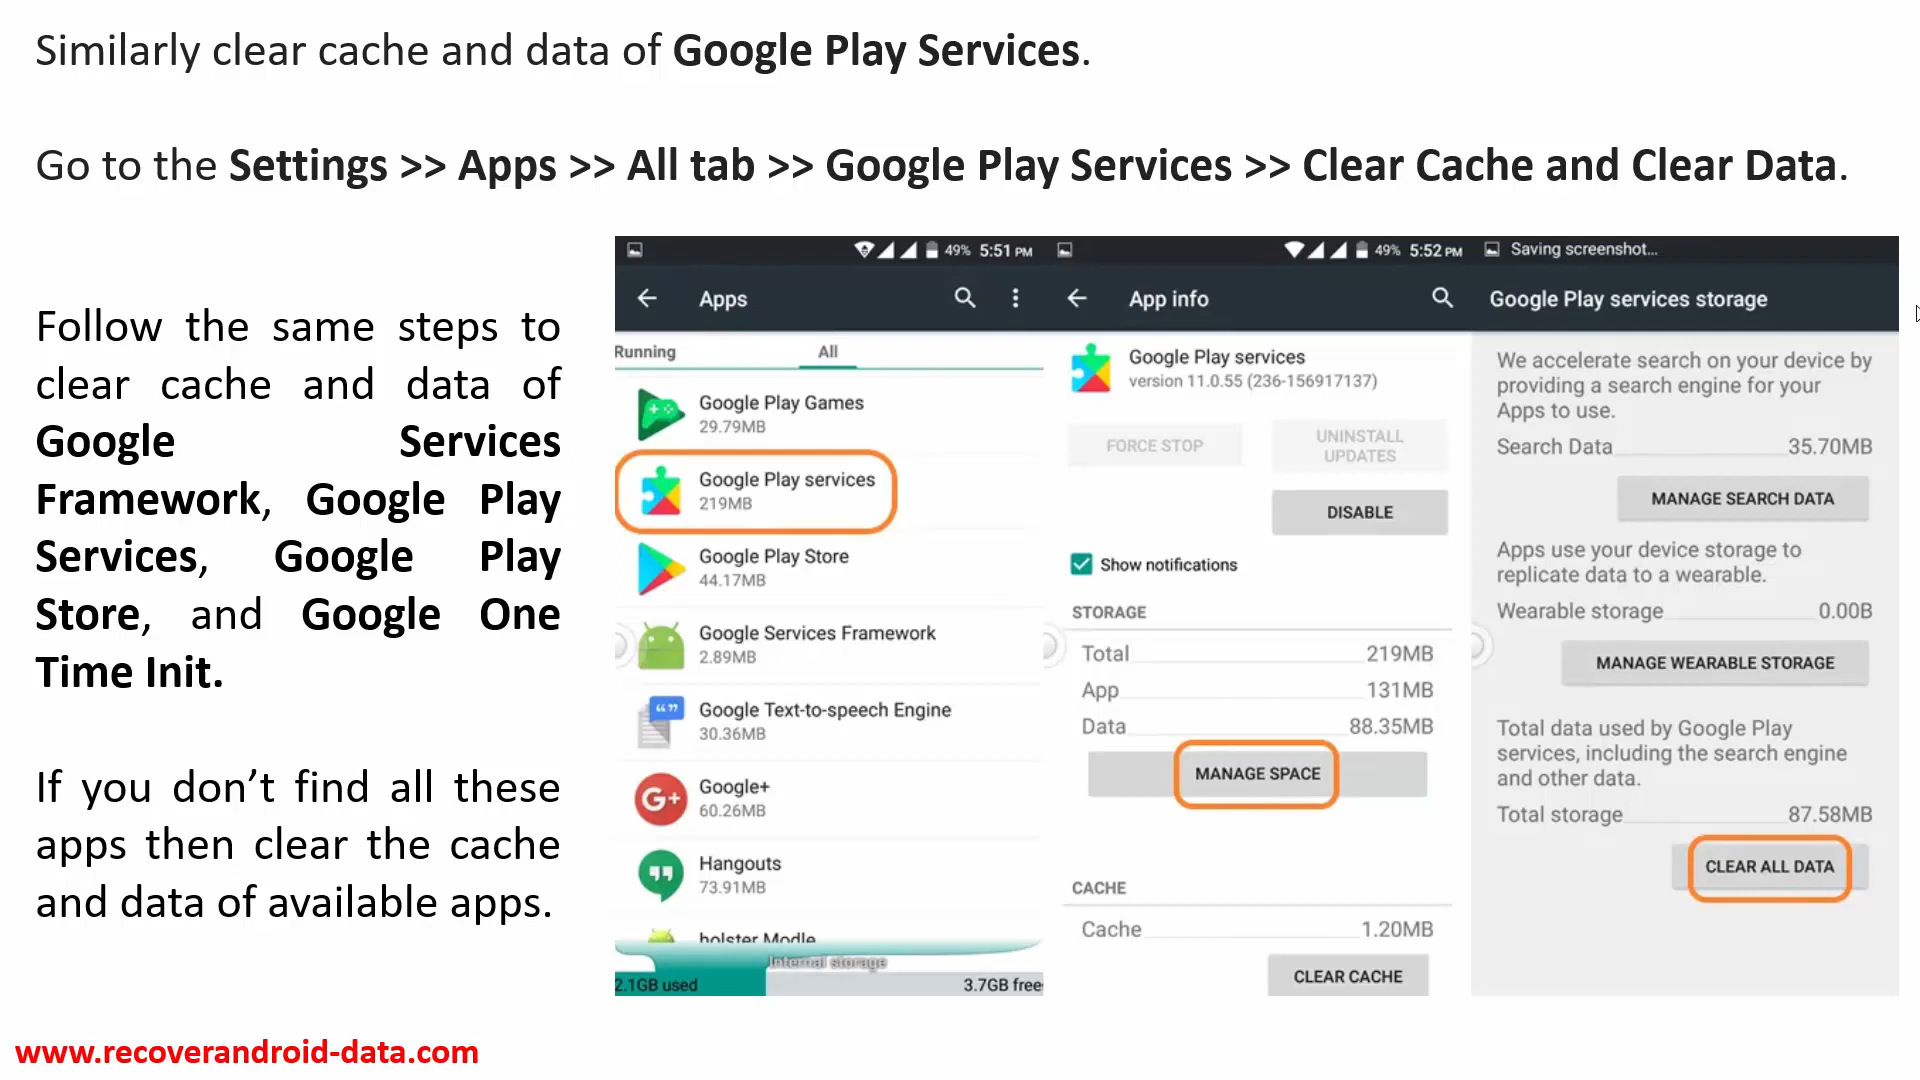 Similarly clear cache and data of Google Play Services.
Go to the Settings >> Apps >> All tab >> Google Play Services >> Clear Cache and Clear Data.
Follow the same steps to
clear cache and data of
Google Services
Framework, Google Play
Services, Google Play
Store, and Google One
Time Init.
If you don’t find all these
apps then clear the cache
and data of available apps.
49% 5:51 PM
Apps
Running All
Google Play Games
29.79MB
Google Play services
219MB
Google Play Store
44.17MB
Google Services Framework
2.89MB
Google Text-to-speech Engine
30.36MB
Google+
60.26MB
Hangouts
73.91MB
holster Modle
Internal storage
2.1GB used 3.7GB free
49% 5:52 PM
App info
Google Play services
version 11.0.55 (236-156917137)
FORCE STOP
UNINSTALL
UPDATES
DISABLE
Show notifications
STORAGE
Total 219MB
App 131MB
Data 88.35MB
MANAGE SPACE
CACHE
Cache 1.20MB
CLEAR CACHE
Saving screenshot...
Google Play services storage
We accelerate search on your device by
providing a search engine for your
Apps to use.
Search Data 35.70MB
MANAGE SEARCH DATA
Apps use your device storage to
replicate data to a wearable.
Wearable storage 0.00B
MANAGE WEARABLE STORAGE
Total data used by Google Play
services, including the search engine
and other data.
Total storage 87.58MB
CLEAR ALL DATA
www.recoverandroid-data.com